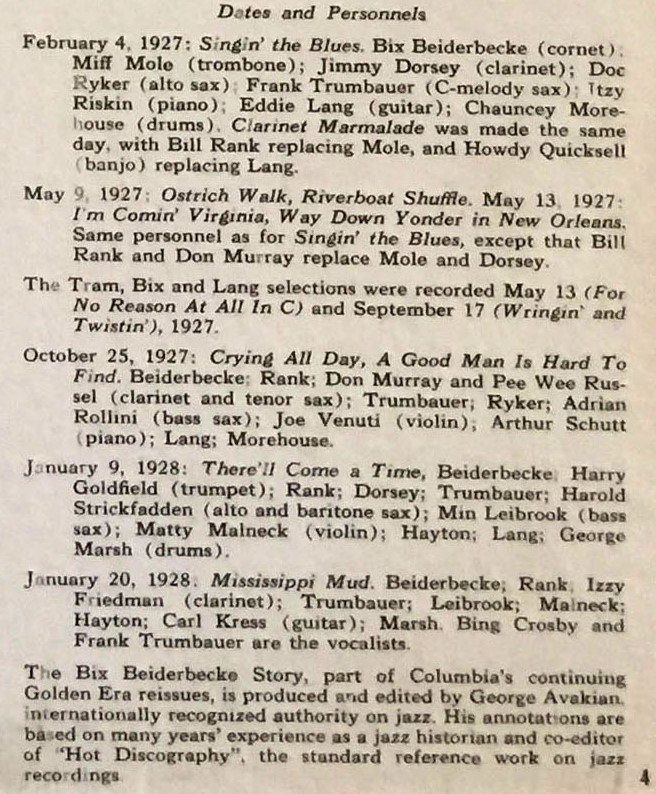 Dates and Personnels
February 4, 1927: Singin' the Blues. Bix Beiderbecke (cornet);
Miff Mole (trombone); Jimmy Dorsey (clarinet); Doc
Ryker (alto sax); Frank Trumbauer (C-melody sax); Itzy
Riskin (piano); Eddie Lang (guitar); Chauncey More-
house (drums). Clarinet Marmalade was made the same
day, with Bill Rank replacing Mole, and Howdy Quicksell
(banjo) replacing Lang.
May 9, 1927: Ostrich Walk, Riverboat Shuffle. May 13, 1927:
I'm Comin' Virginia, Way Down Yonder in New Orleans.
Same personnel as for Singin' the Blues, except that Bill
Rank and Don Murray replace Mole and Dorsey.
The Tram, Bix and Lang selections were recorded May 13 (For
No Reason At All In C) and September 17 (Wringin' and
Twistin'), 1927.
October 25, 1927: Crying All Day, A Good Man Is Hard To
Find. Beiderbecke; Rank; Don Murray and Pee Wee Rus-
sel (clarinet and tenor sax); Trumbauer; Ryker; Adrian
Rollini (bass sax); Joe Venuti (violin); Arthur Schutt
(piano); Lang; Morehouse.
January 9, 1928: There'll Come a Time, Beiderbecke; Harry
Goldfield (trumpet); Rank; Dorsey; Trumbauer; Harold
Strickfadden (alto and baritone sax); Min Leibrook (bass
sax); Matty Malneck (violin); Hayton; Lang; George
Marsh (drums).
January 20, 1928: Mississippi Mud. Beiderbecke; Rank; Izzy
Friedman (clarinet); Trumbauer; Leibrook; Malneck;
Hayton; Carl Kress (guitar); Marsh. Bing Crosby and
Frank Trumbauer are the vocalists.
The Bix Beiderbecke Story, part of Columbia's continuing
Golden Era reissues, is produced and edited by George Avakian,
internationally recognized authority on jazz. His annotations are
based on many years' experience as a jazz historian and co-editor
of "Hot Discography", the standard reference work on jazz
recordings
4